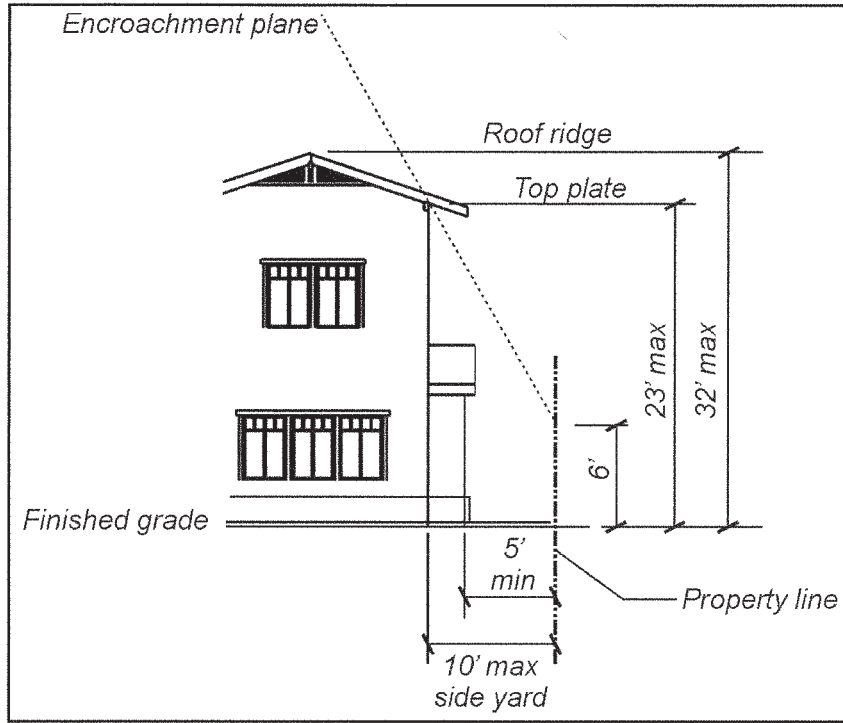 Encroachment plane
Roof ridge
Top plate
23' max
32' max
6'
Finished grade
5'
min
Property line
10' max
side yard